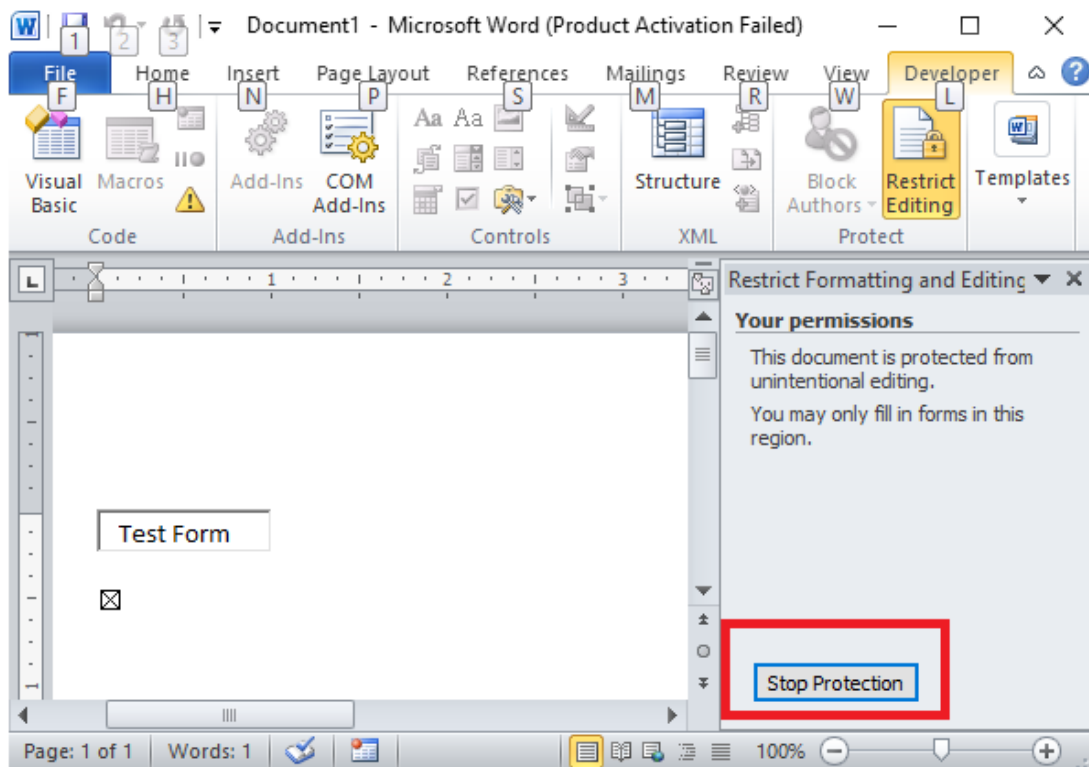 W Document1 - Microsoft Word (Product Activation Failed)
1 2 3
File Home Insert Page Layout References Mailings Review View Developer ?
F H N P S M R W L
Aa Aa
Visual Basic
Macros
Add-Ins
COM Add-Ins
Structure
Block Authors
Restrict Editing
Templates
Code Add-Ins Controls XML Protect
L 1 2 3
Restrict Formatting and Editing
Your permissions
This document is protected from
unintentional editing.
You may only fill in forms in this
region.
Test Form
Stop Protection
1
Page: 1 of 1 Words: 1 100%